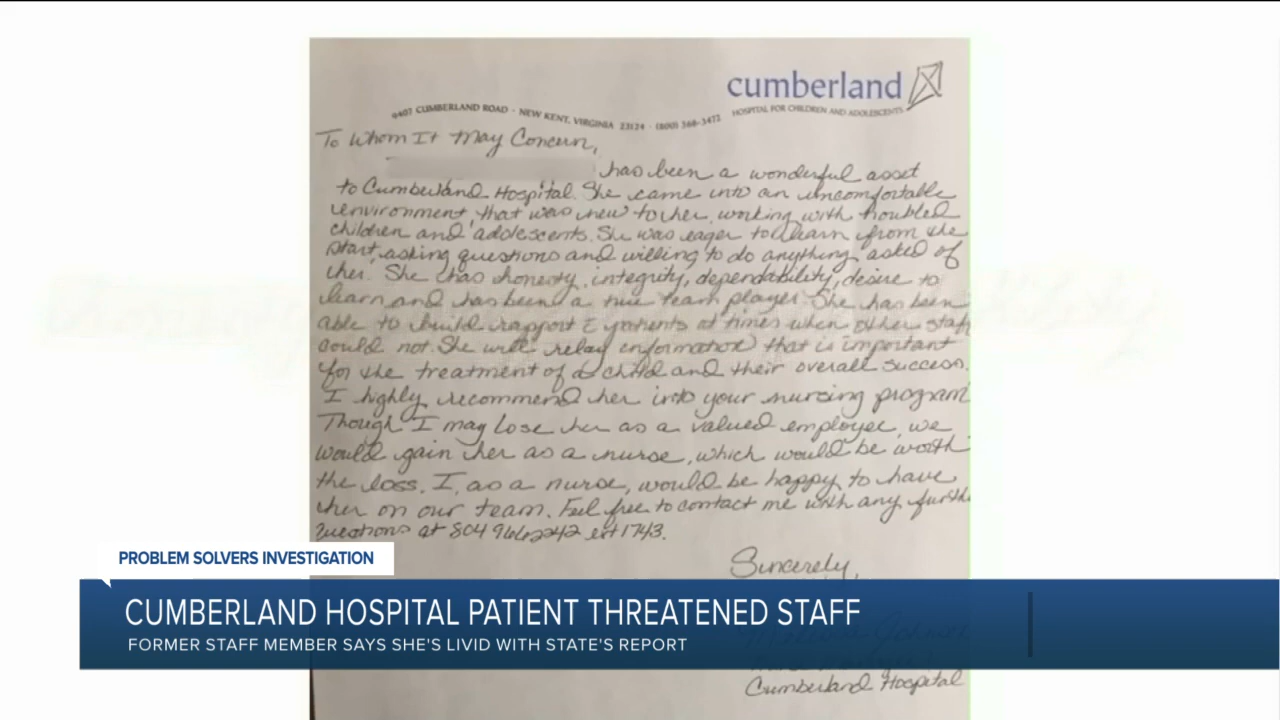 cumberland
HOSPITAL FOR CHILDREN AND ADOLESCENTS
9407 CUMBERLAND ROAD · NEW KENT, VIRGINIA 23124 · (800) 368-3472
To Whom It May Concern,
has been a wonderful asset
to Cumberland Hospital. She came into an uncomfortable
environment that was new to her, working with troubled
children and adolescents. She was eager to learn from the
start, asking questions and willing to do anything asked of
her. She has honesty, integrity, dependability, desire to
learn and has been a true team player. She has been
able to build rapport c̄ patients at times when other staff
could not. She will relay information that is important
for the treatment of a child and their overall success.
I highly recommend her into your nursing program
Though I may lose her as a valued employee, we
would gain her as a nurse, which would be worth
the loss. I, as a nurse, would be happy to have
her on our team. Feel free to contact me with any furth
questions at 804 9662242 ext 1743.
Sincerely,
Cumberland Hospital
PROBLEM SOLVERS INVESTIGATION
CUMBERLAND HOSPITAL PATIENT THREATENED STAFF
FORMER STAFF MEMBER SAYS SHE'S LIVID WITH STATE'S REPORT